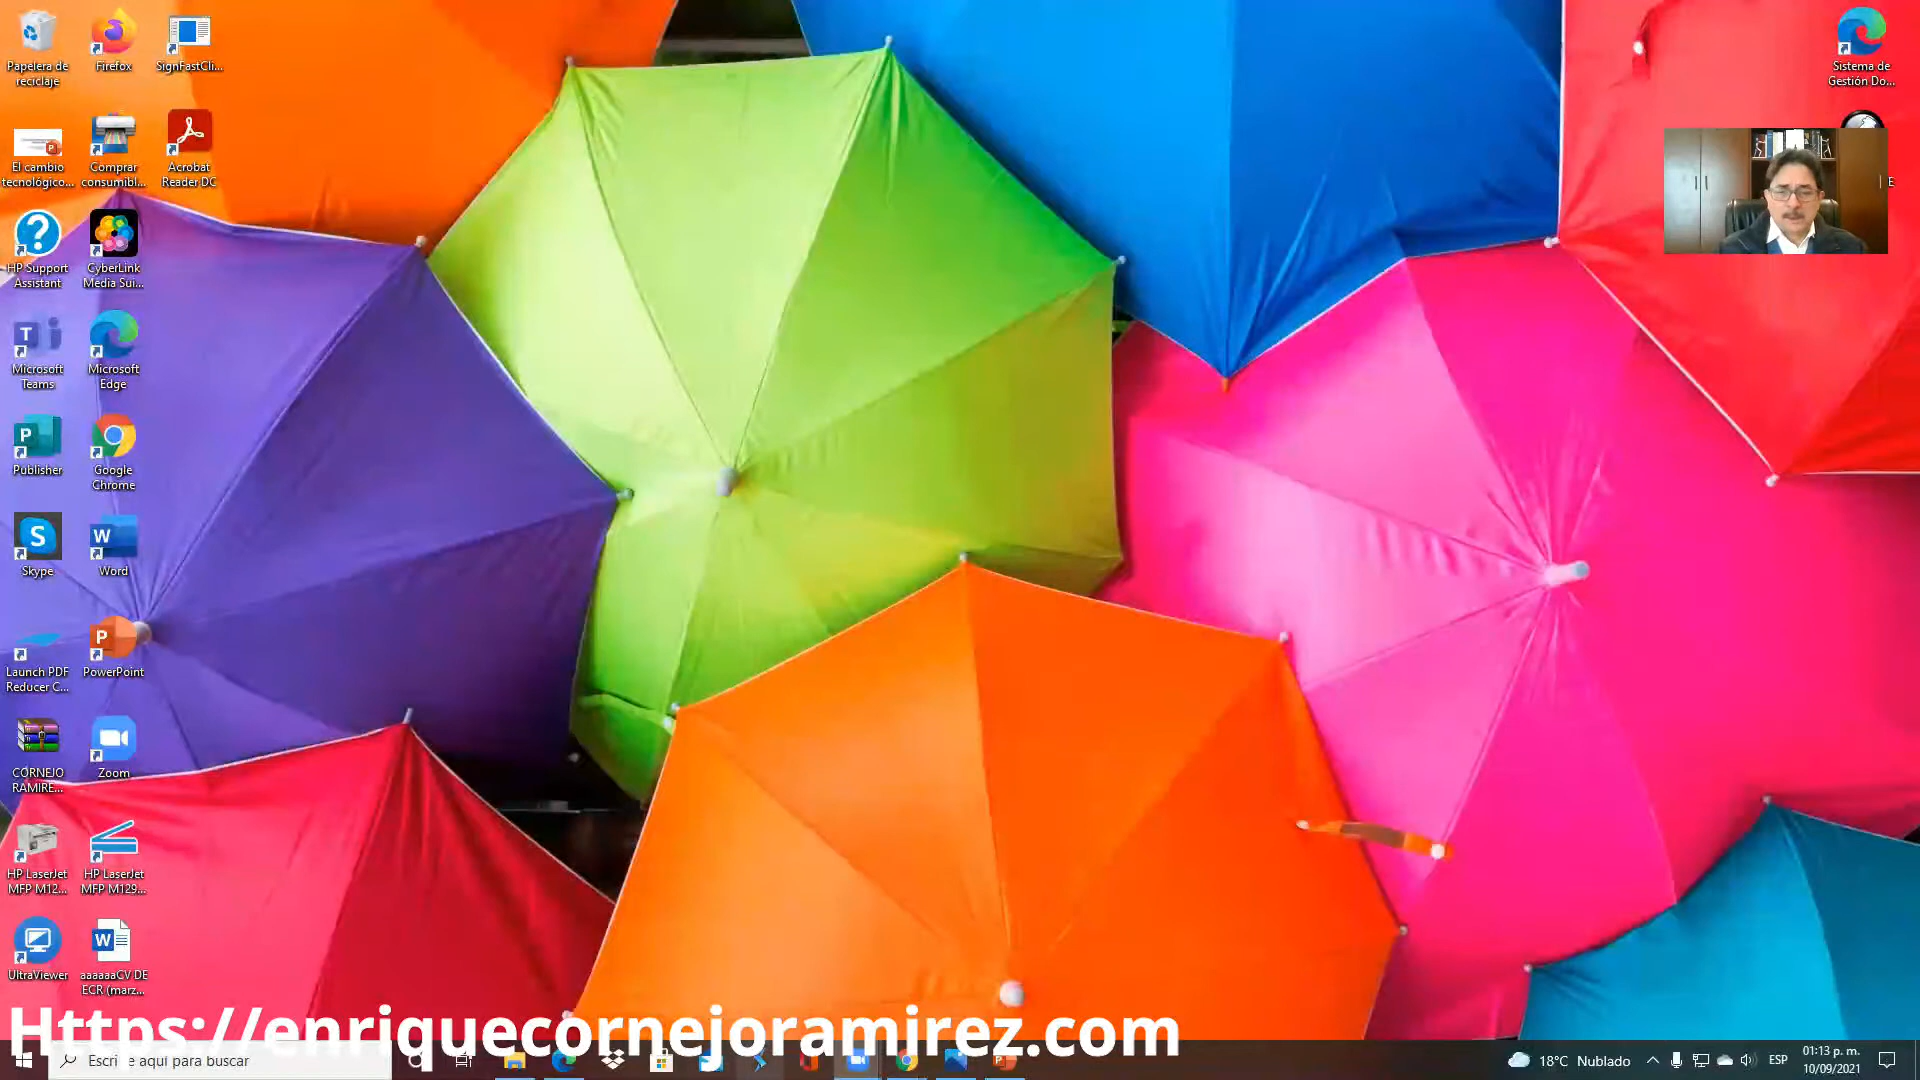 Papelera de
reciclaje
Firefox
SignFastCli...
Sistema de
Gestión Do...
El cambio
tecnológico...
Comprar
consumibl...
Acrobat
Reader DC
E
HP Support
Assistant
CyberLink
Media Sui...
Microsoft
Teams
Microsoft
Edge
Publisher
Google
Chrome
Skype
Word
Launch PDF
Reducer C...
PowerPoint
CORNEJO
RAMIRE...
Zoom
HP LaserJet
MFP M12...
HP LaserJet
MFP M129...
UltraViewer
aaaaaaCV DE
ECR (marz...
Https://enriquecornejoramirez.com
Escribe aquí para buscar
18°C Nublado
ESP
01:13 p. m.
10/09/2021